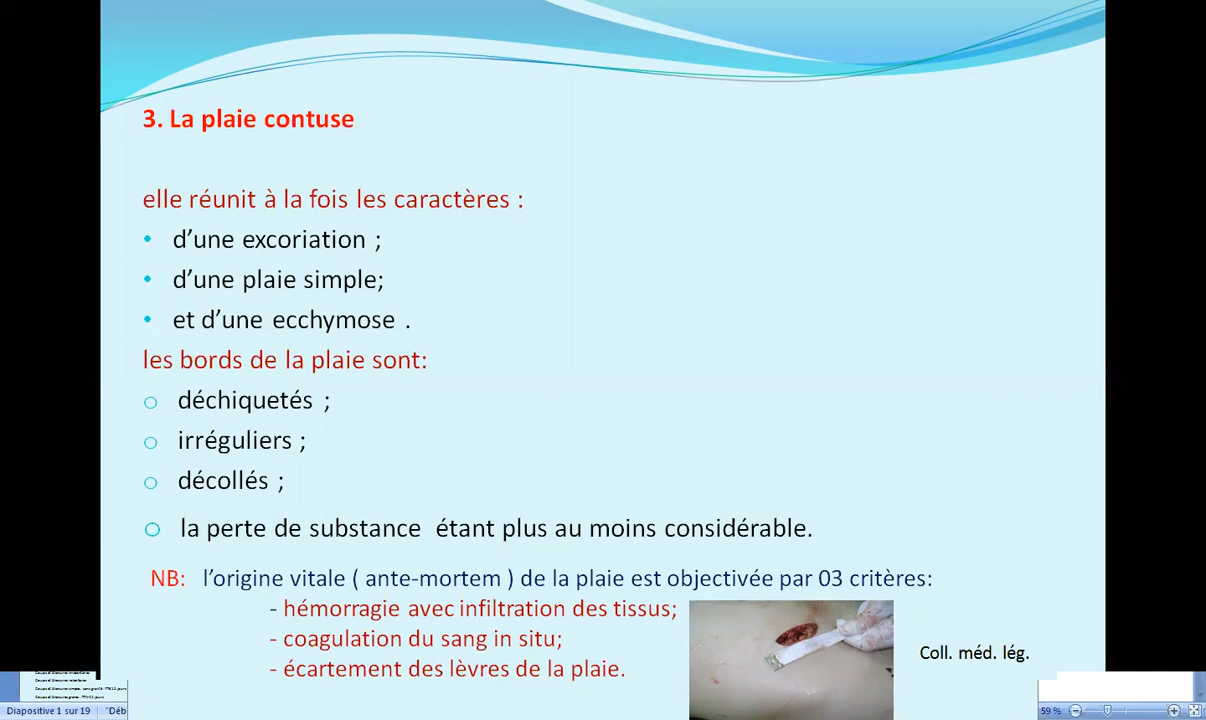 3. La plaie contuse
elle réunit à la fois les caractères :
• d’une excoriation ;
• d’une plaie simple;
• et d’une ecchymose .
les bords de la plaie sont:
o déchiquetés ;
o irréguliers ;
o décollés ;
o la perte de substance étant plus au moins considérable.
NB: l’origine vitale ( ante-mortem ) de la plaie est objectivée par 03 critères:
- hémorragie avec infiltration des tissus;
- coagulation du sang in situ;
- écartement des lèvres de la plaie.
Coll. méd. lég.
Diapositive 1 sur 19 "Déb
59 %